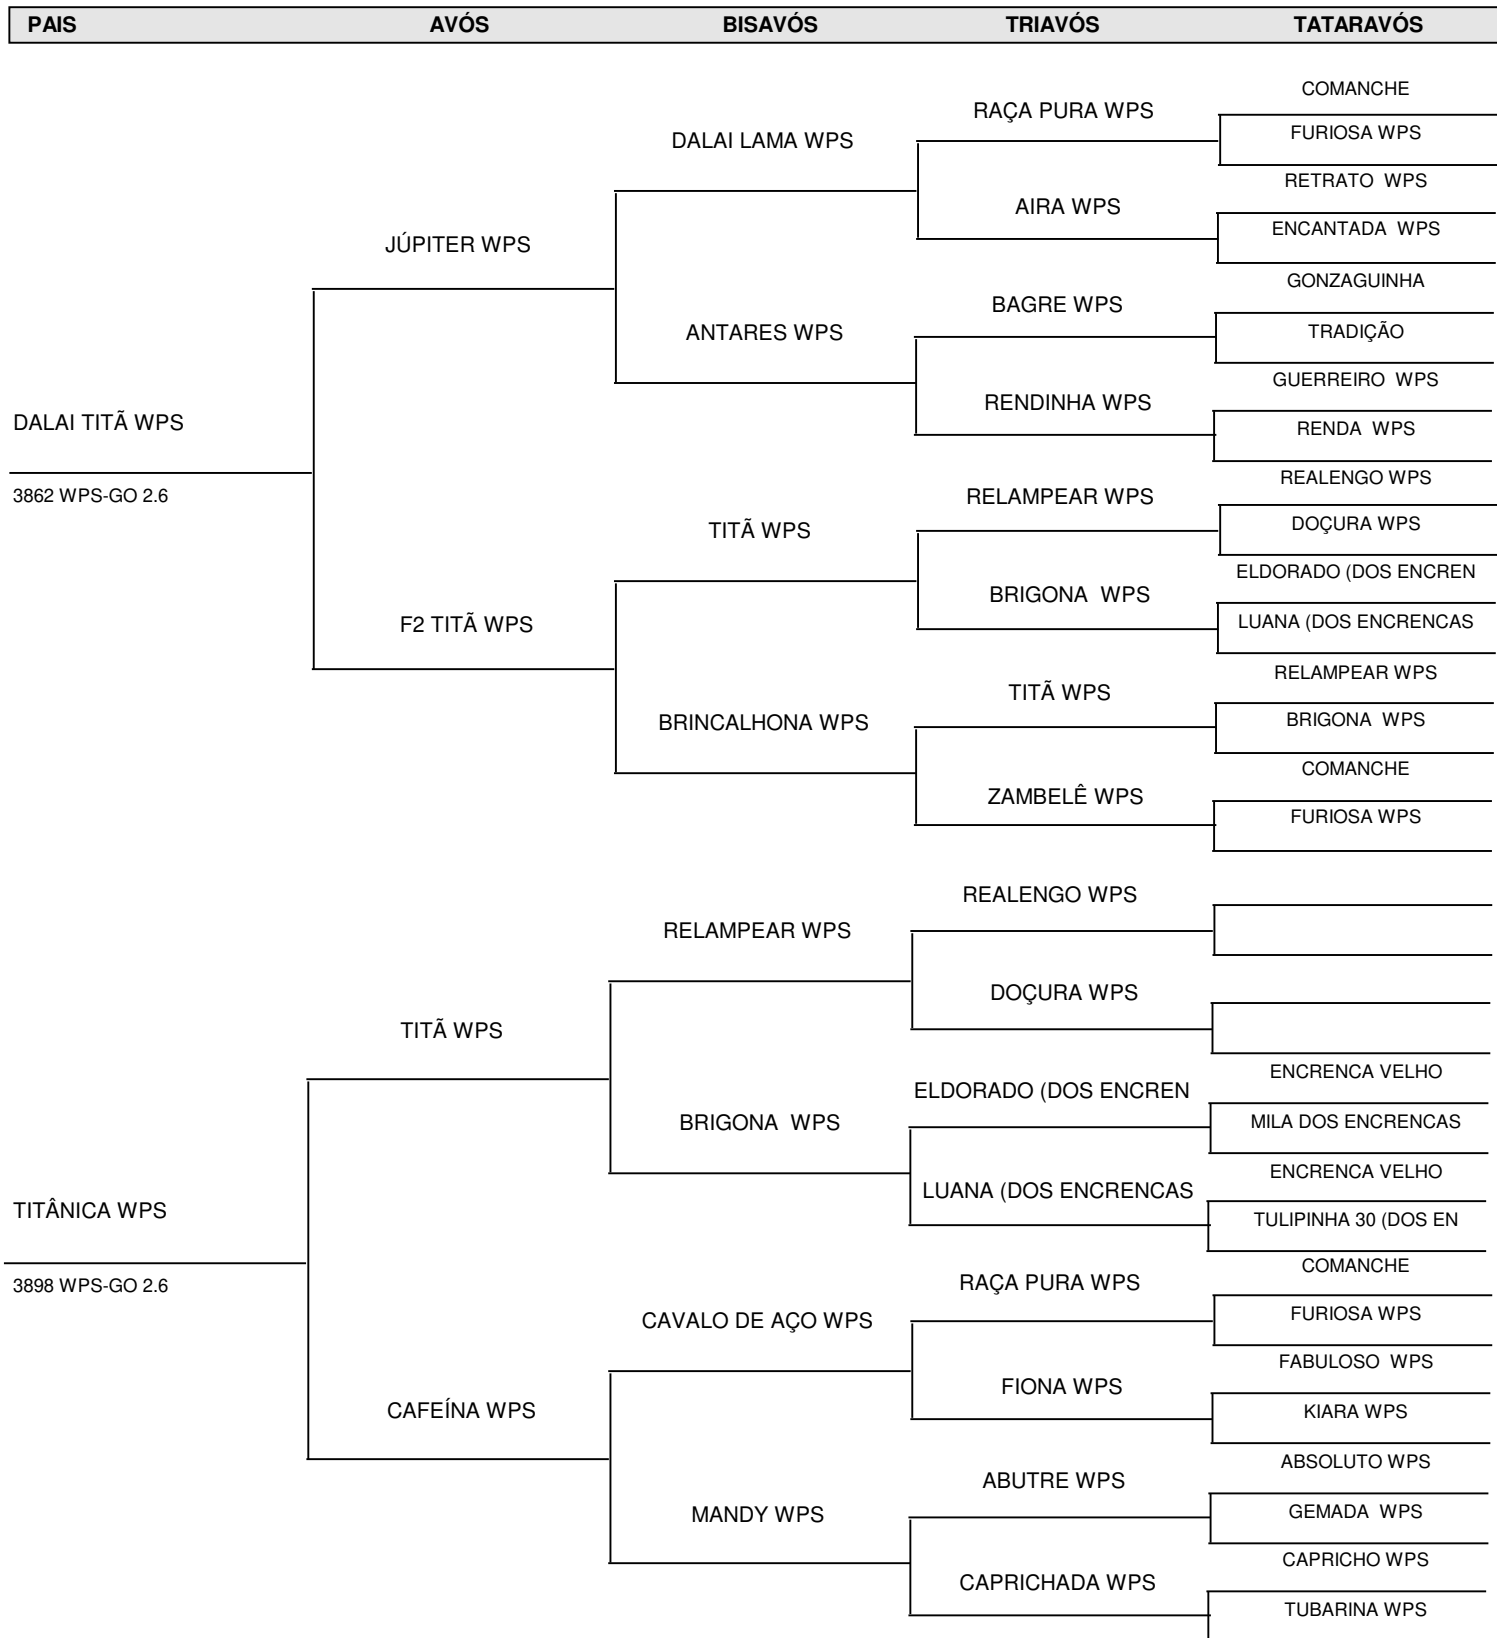 PAIS AVÓS BISAVÓS TRIAVÓS TATARAVÓS
COMANCHE
RAÇA PURA WPS
FURIOSA WPS
DALAI LAMA WPS
RETRATO WPS
AIRA WPS
ENCANTADA WPS
JÚPITER WPS
GONZAGUINHA
BAGRE WPS
ANTARES WPS
TRADIÇÃO
GUERREIRO WPS
RENDINHA WPS
DALAI TITÃ WPS
RENDA WPS
REALENGO WPS
3862 WPS-GO 2.6
RELAMPEAR WPS
DOÇURA WPS
TITÃ WPS
ELDORADO (DOS ENCREN
BRIGONA WPS
LUANA (DOS ENCRENCAS
F2 TITÃ WPS
RELAMPEAR WPS
TITÃ WPS
BRIGONA WPS
BRINCALHONA WPS
COMANCHE
ZAMBELÊ WPS
FURIOSA WPS
REALENGO WPS
RELAMPEAR WPS
DOÇURA WPS
TITÃ WPS
ENCRENCA VELHO
ELDORADO (DOS ENCREN
MILA DOS ENCRENCAS
BRIGONA WPS
ENCRENCA VELHO
LUANA (DOS ENCRENCAS
TITÂNICA WPS
TULIPINHA 30 (DOS EN
COMANCHE
3898 WPS-GO 2.6
RAÇA PURA WPS
FURIOSA WPS
CAVALO DE AÇO WPS
FABULOSO WPS
FIONA WPS
CAFEÍNA WPS
KIARA WPS
ABSOLUTO WPS
ABUTRE WPS
GEMADA WPS
MANDY WPS
CAPRICHO WPS
CAPRICHADA WPS
TUBARINA WPS